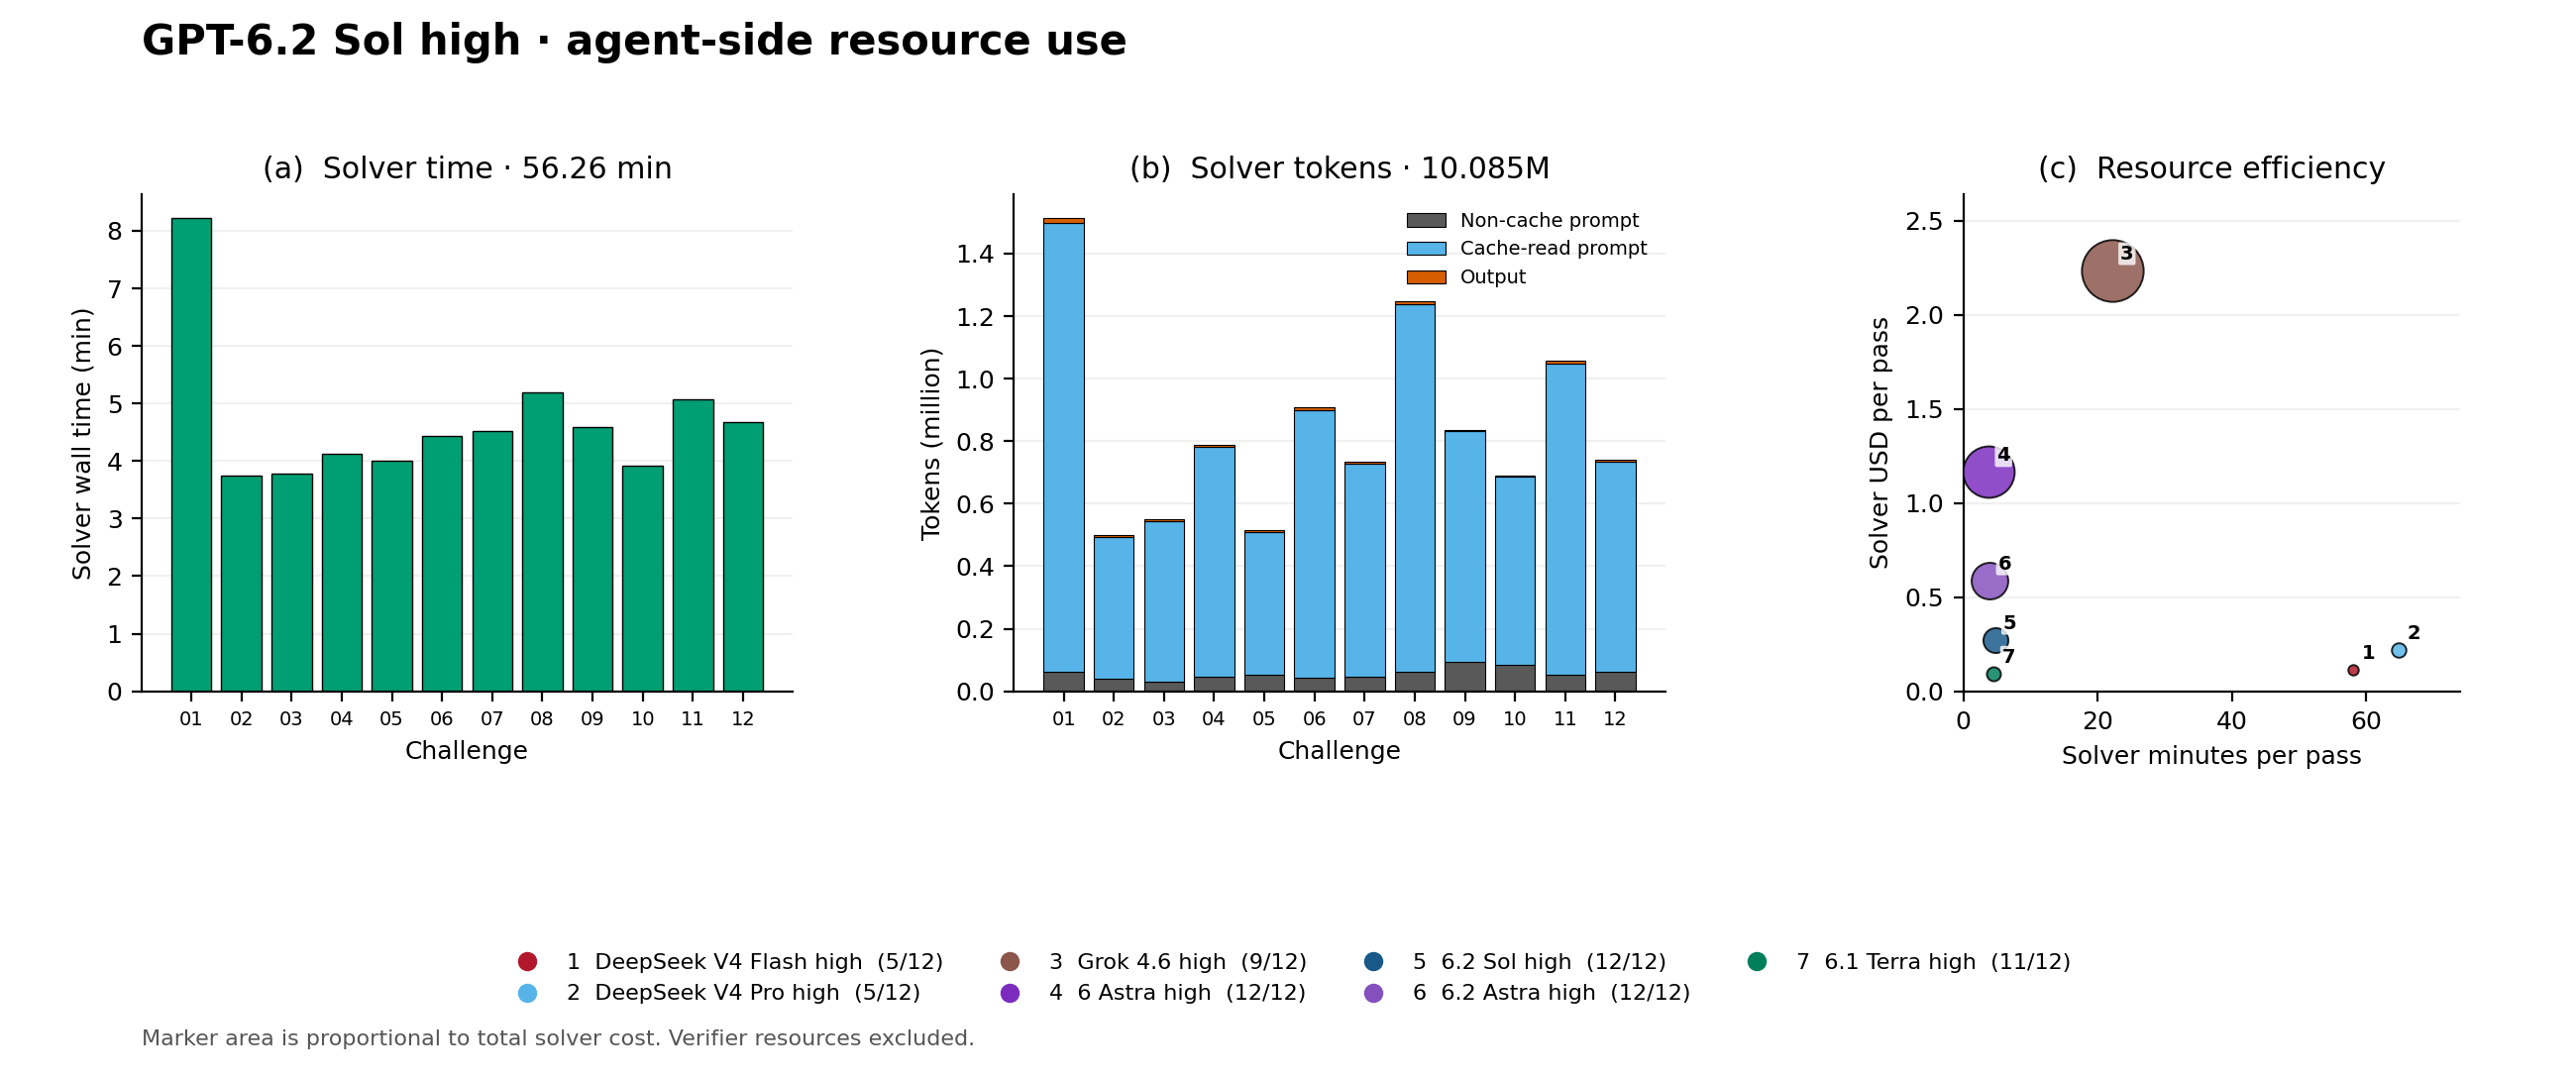 GPT-6.2 Sol high · agent-side resource use
(a) Solver time · 56.26 min
Solver wall time (min)
8
7
6
5
4
3
2
1
0
01 02 03 04 05 06 07 08 09 10 11 12
Challenge
(b) Solver tokens · 10.085M
Non-cache prompt
Cache-read prompt
Output
Tokens (million)
1.4
1.2
1.0
0.8
0.6
0.4
0.2
0.0
01 02 03 04 05 06 07 08 09 10 11 12
Challenge
(c) Resource efficiency
Solver USD per pass
2.5
2.0
1.5
1.0
0.5
0.0
3
4
6
5
7
2
1
0 20 40 60
Solver minutes per pass
1 DeepSeek V4 Flash high (5/12)
2 DeepSeek V4 Pro high (5/12)
3 Grok 4.6 high (9/12)
4 6 Astra high (12/12)
5 6.2 Sol high (12/12)
6 6.2 Astra high (12/12)
7 6.1 Terra high (11/12)
Marker area is proportional to total solver cost. Verifier resources excluded.